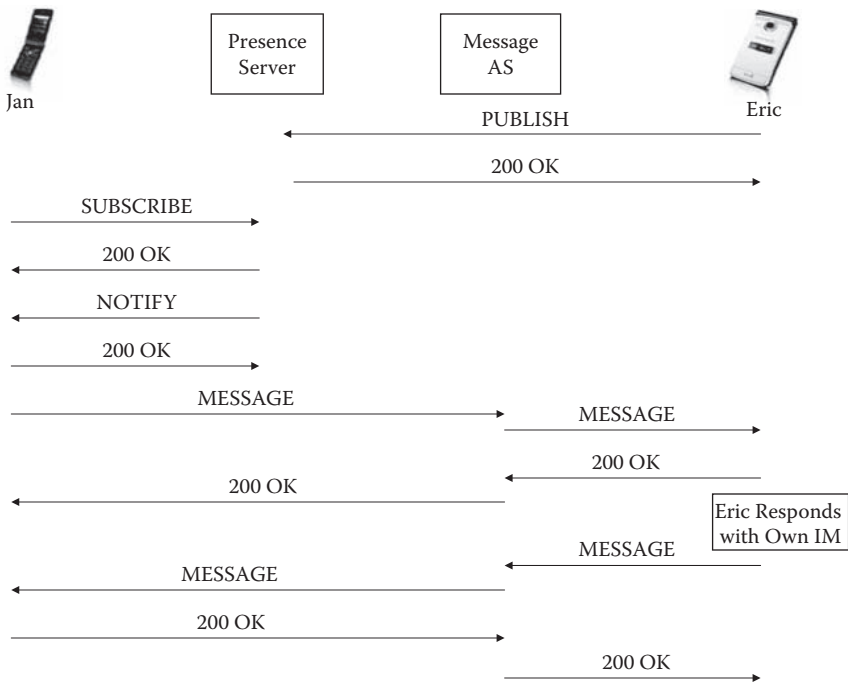 Presence
Server
Message
AS
Jan
Eric
PUBLISH
200 OK
SUBSCRIBE
200 OK
NOTIFY
200 OK
MESSAGE
MESSAGE
200 OK
200 OK
Eric Responds
with Own IM
MESSAGE
MESSAGE
200 OK
200 OK